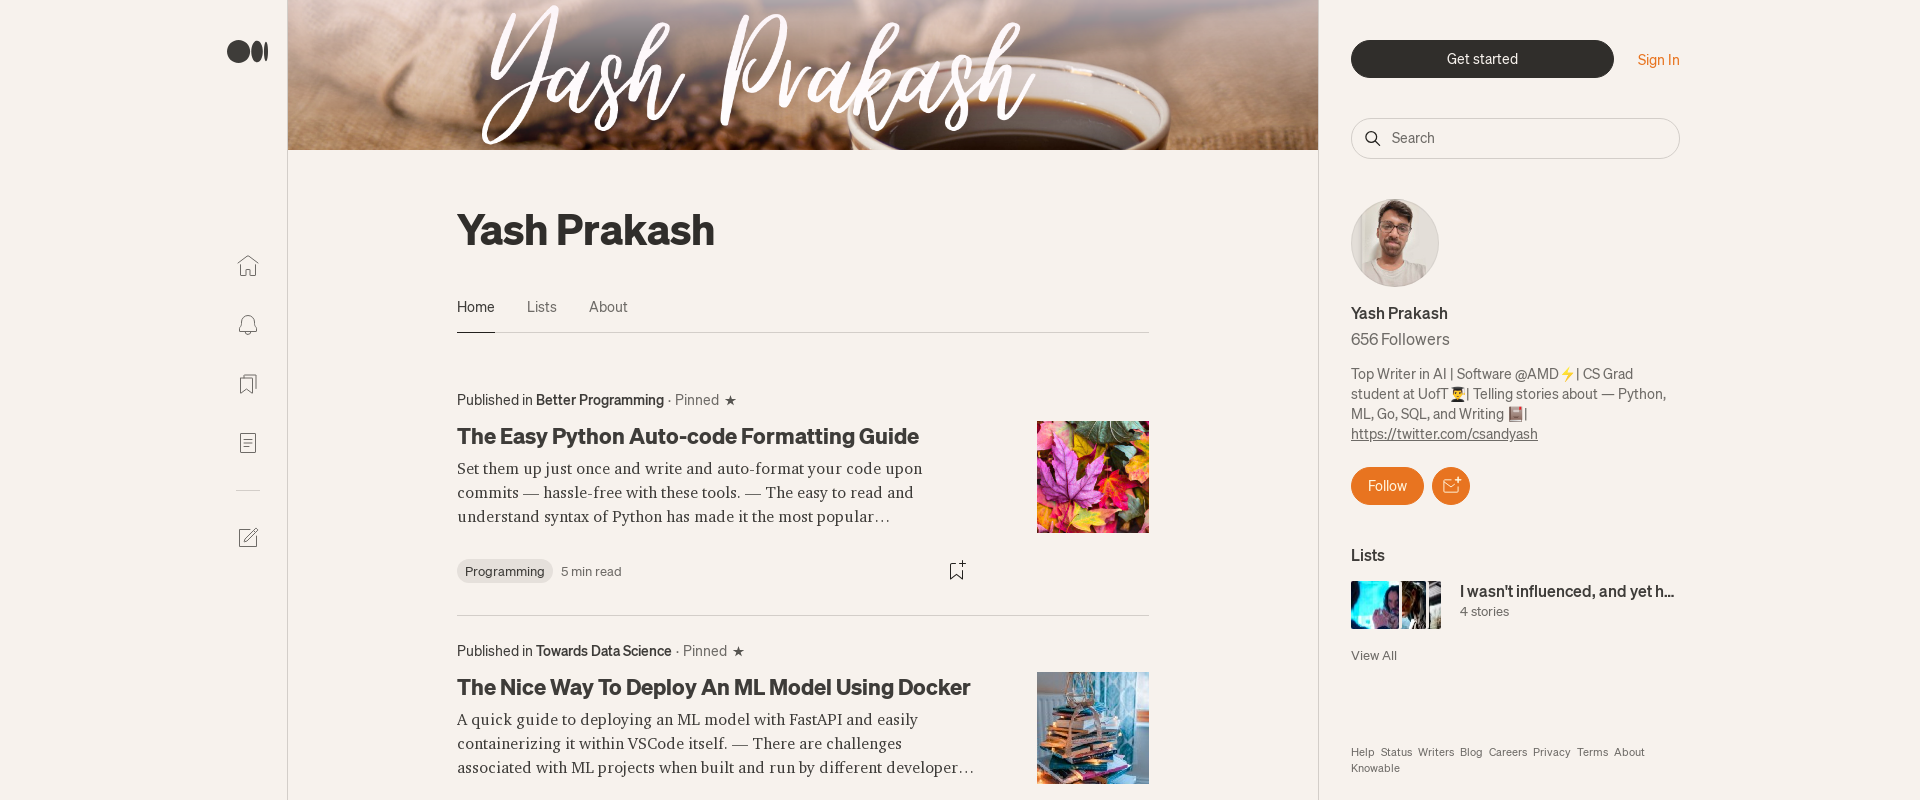 Yash Prakash
Yash Prakash
Home Lists About
Published in Better Programming · Pinned ★
The Easy Python Auto-code Formatting Guide
Set them up just once and write and auto-format your code upon
commits — hassle-free with these tools. — The easy to read and
understand syntax of Python has made it the most popular…
Programming 5 min read
Published in Towards Data Science · Pinned ★
The Nice Way To Deploy An ML Model Using Docker
A quick guide to deploying an ML model with FastAPI and easily
containerizing it within VSCode itself. — There are challenges
associated with ML projects when built and run by different developer…
Get started Sign In
Search
Yash Prakash
656 Followers
Top Writer in AI | Software @AMD⚡| CS Grad
student at UofT👨‍🎓| Telling stories about — Python,
ML, Go, SQL, and Writing 📔|
https://twitter.com/csandyash
Follow
Lists
I wasn't influenced, and yet h…
4 stories
View All
Help Status Writers Blog Careers Privacy Terms About
Knowable